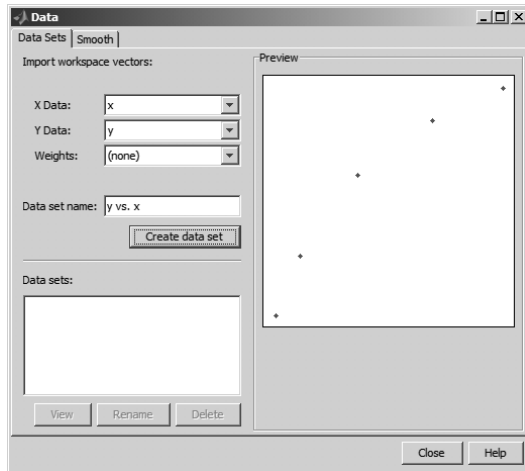 Data
Data Sets
Smooth
Import workspace vectors:
X Data:
x
Y Data:
y
Weights:
(none)
Data set name:
y vs. x
Create data set
Data sets:
View
Rename
Delete
Preview
Close
Help